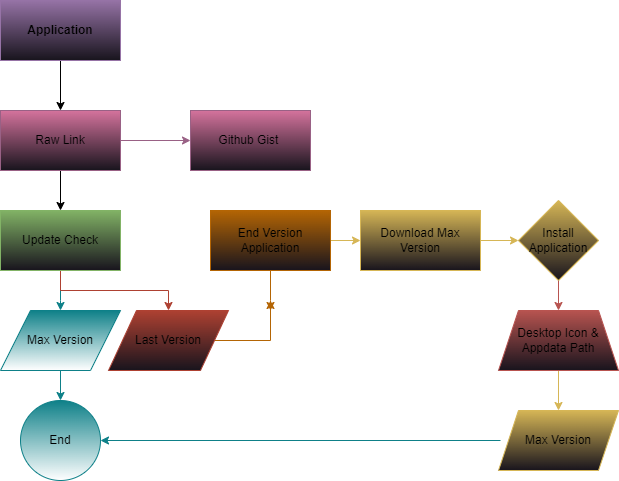 Application
Raw Link
Github Gist
Update Check
End Version
Application
Download Max
Version
Install
Application
Max Version
Last Version
Desktop Icon &
Appdata Path
End
Max Version